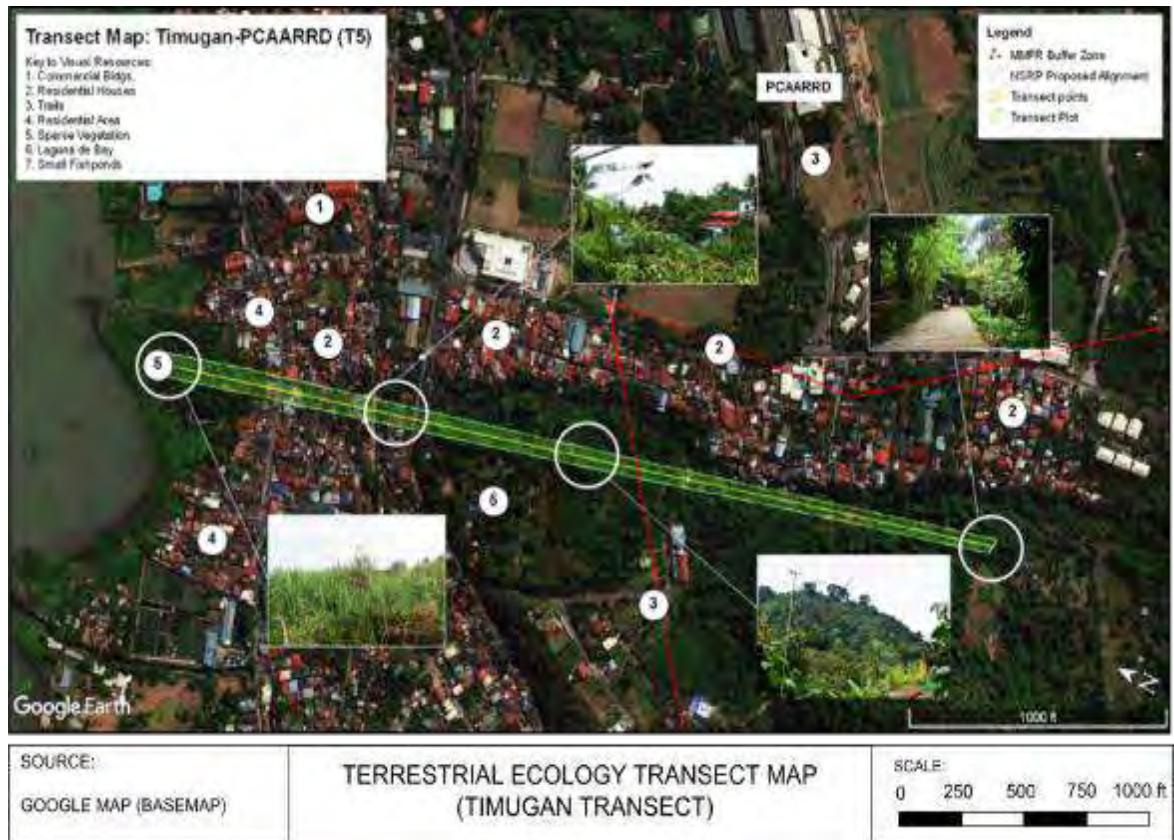 Transect Map: Timugan-PCAARRD (T5)
Key to Visual Resources:
1. Commercial Bldgs.
2. Residential Houses
3. Trails
4. Residential Area
5. Sparse Vegetation
6. Laguna de Bay
7. Small Fishponds
PCAARRD
Legend
MMFR Buffer Zone
NSRP Proposed Alignment
Transect points
Transect Plot
3
1
4
2
2
2
5
2
6
4
3
Google Earth
1000 ft
SOURCE:
GOOGLE MAP (BASEMAP)
TERRESTRIAL ECOLOGY TRANSECT MAP
(TIMUGAN TRANSECT)
SCALE:
0 250 500 750 1000 ft